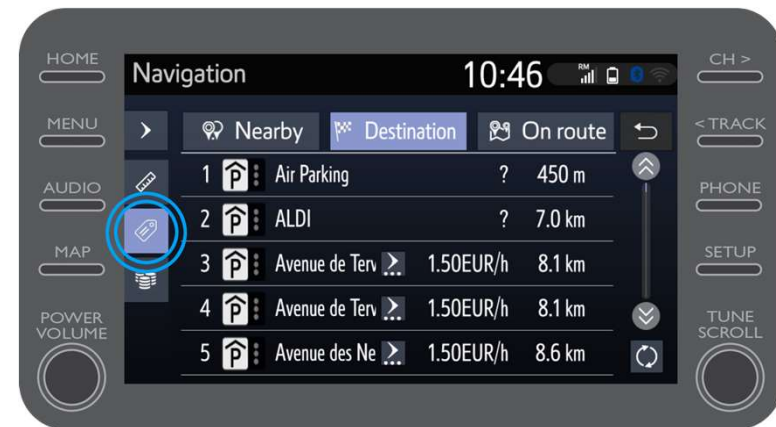 HOME
CH >
Navigation 10:46 RM
MENU
< TRACK
Nearby Destination On route
AUDIO
PHONE
1 P Air Parking ? 450 m
2 P ALDI ? 7.0 km
MAP
SETUP
3 P Avenue de Terv 1.50EUR/h 8.1 km
4 P Avenue de Terv 1.50EUR/h 8.1 km
POWER
VOLUME
TUNE
SCROLL
5 P Avenue des Ne 1.50EUR/h 8.6 km